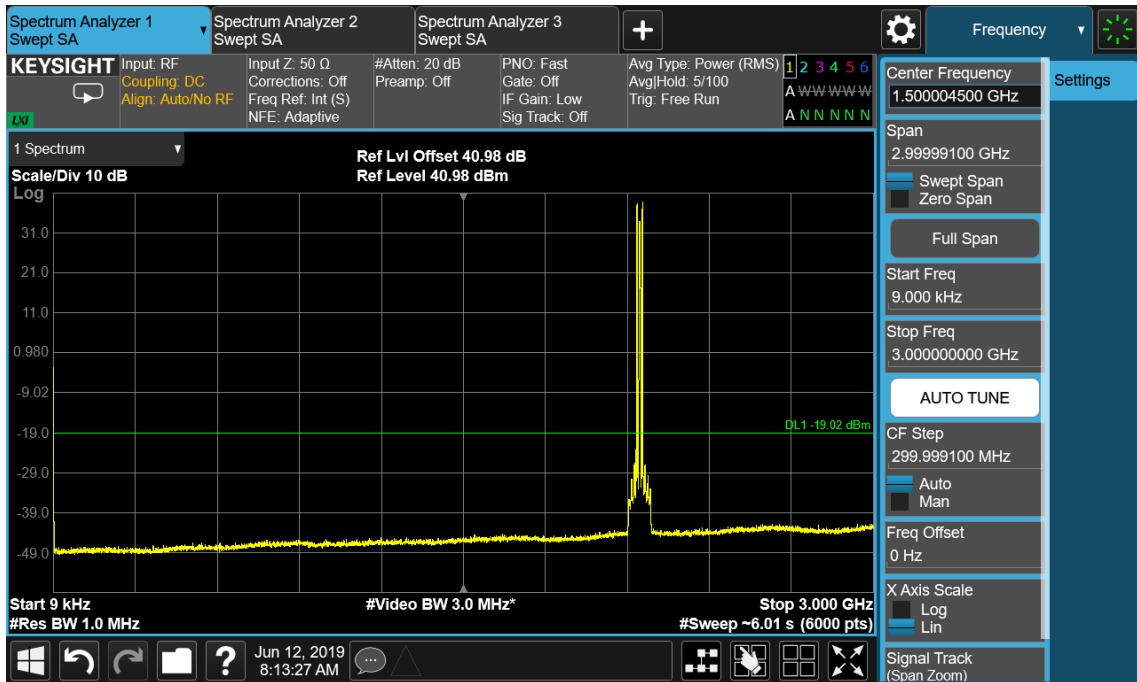 Spectrum Analyzer 1
Swept SA
Spectrum Analyzer 2
Swept SA
Spectrum Analyzer 3
Swept SA
Frequency
KEYSIGHT
LXI
Input: RF
Coupling: DC
Align: Auto/No RF
Input Z: 50 Ω
Corrections: Off
Freq Ref: Int (S)
NFE: Adaptive
#Atten: 20 dB
Preamp: Off
PNO: Fast
Gate: Off
IF Gain: Low
Sig Track: Off
Avg Type: Power (RMS)
Avg|Hold: 5/100
Trig: Free Run
1 2 3 4 5 6
A W W W W W
A N N N N N
1 Spectrum
Scale/Div 10 dB
Log
Ref Lvl Offset 40.98 dB
Ref Level 40.98 dBm
31.0
21.0
11.0
0.980
-9.02
-19.0
-29.0
-39.0
-49.0
DL1 -19.02 dBm
Start 9 kHz
#Res BW 1.0 MHz
#Video BW 3.0 MHz*
Stop 3.000 GHz
#Sweep ~6.01 s (6000 pts)
Center Frequency
1.500004500 GHz
Span
2.99999100 GHz
Swept Span
Zero Span
Full Span
Start Freq
9.000 kHz
Stop Freq
3.000000000 GHz
AUTO TUNE
CF Step
299.999100 MHz
Auto
Man
Freq Offset
0 Hz
X Axis Scale
Log
Lin
Signal Track
(Span Zoom)
Settings
?
Jun 12, 2019
8:13:27 AM